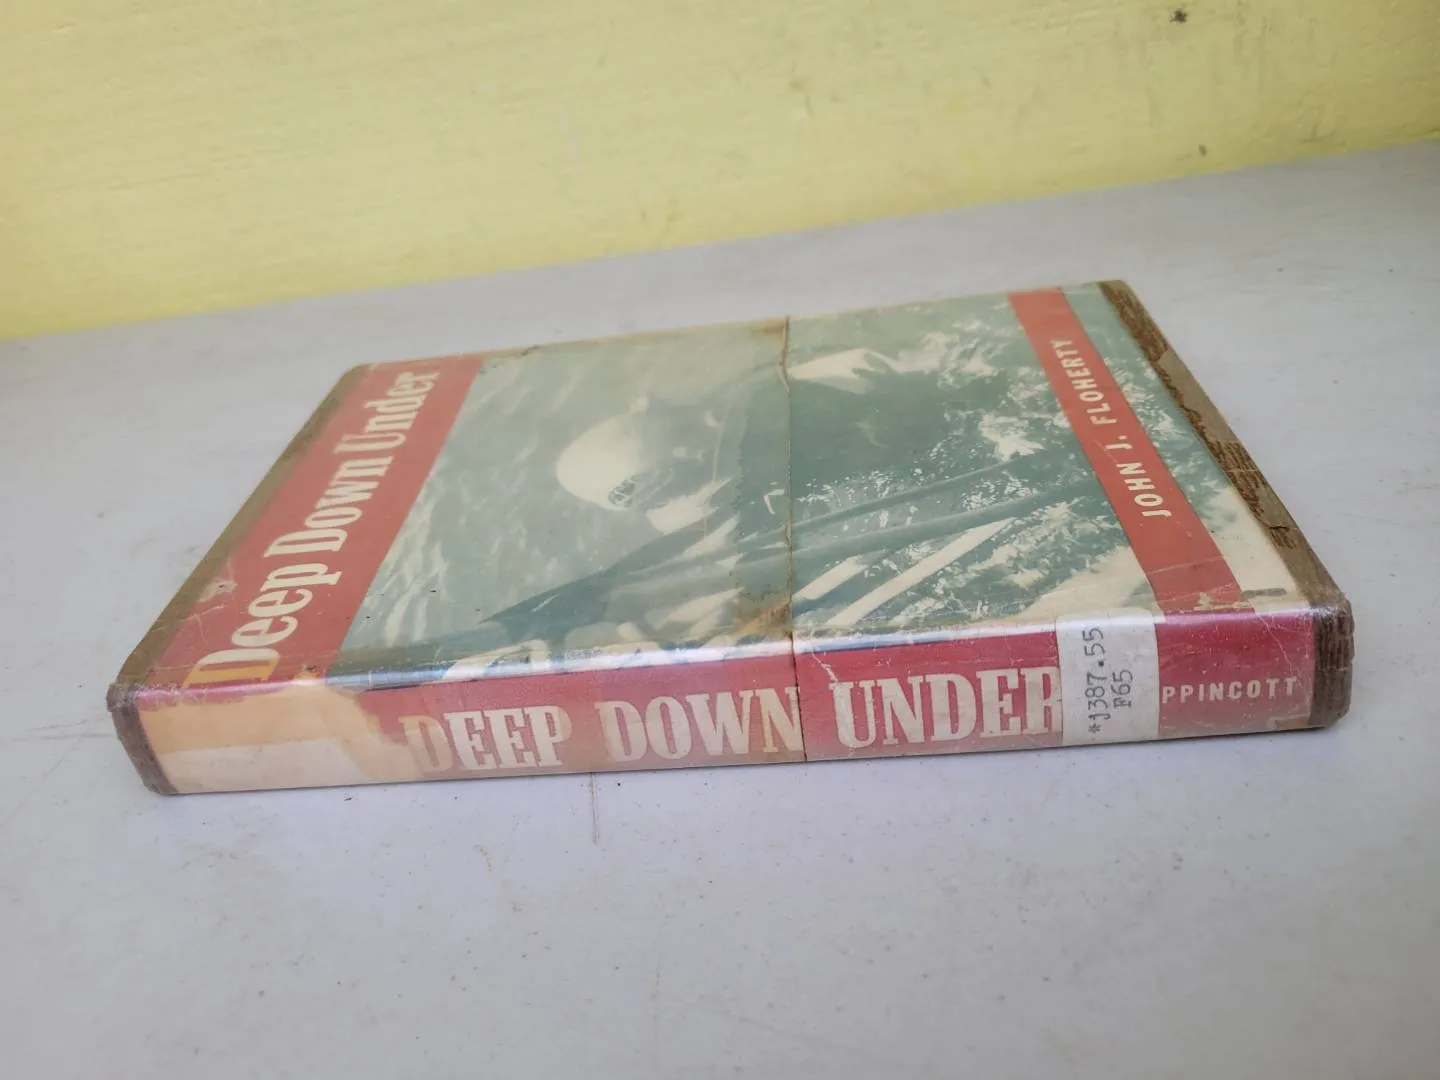 Deep Down Under
JOHN J. FLOHERTY
DEEP DOWN UNDER
*J387.55
F65
PPINCOTT